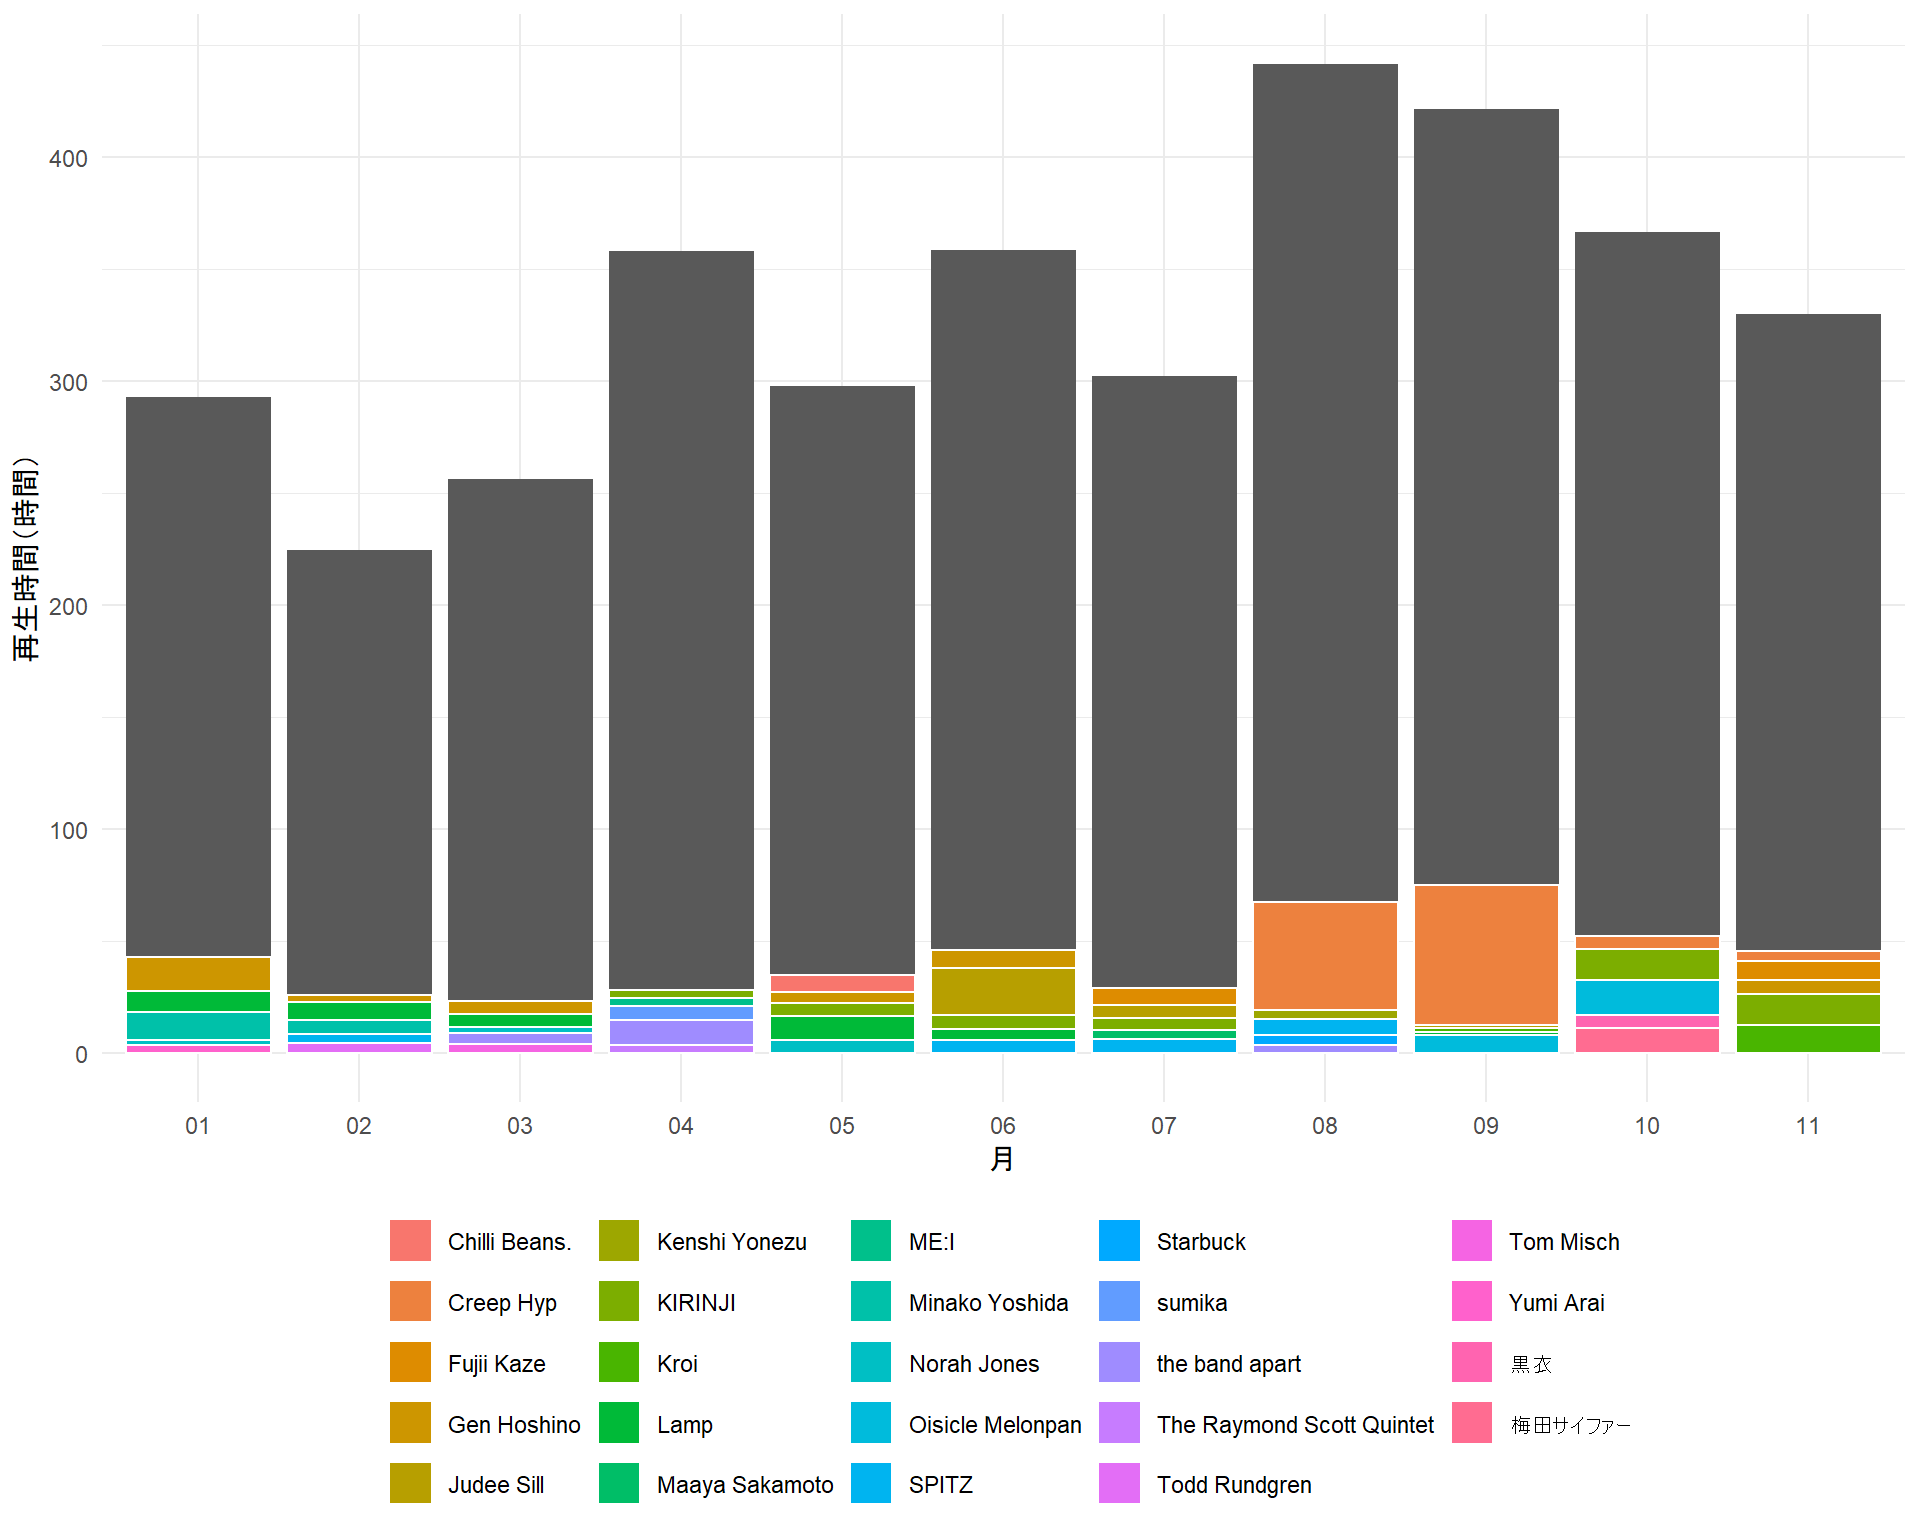 400
300
200
100
0
再生時間(時間)
01 02 03 04 05 06 07 08 09 10 11
月
Chilli Beans. Kenshi Yonezu ME:I Starbuck Tom Misch
Creep Hyp KIRINJI Minako Yoshida sumika Yumi Arai
Fujii Kaze Kroi Norah Jones the band apart 黒衣
Gen Hoshino Lamp Oisicle Melonpan The Raymond Scott Quintet 梅田サイファー
Judee Sill Maaya Sakamoto SPITZ Todd Rundgren